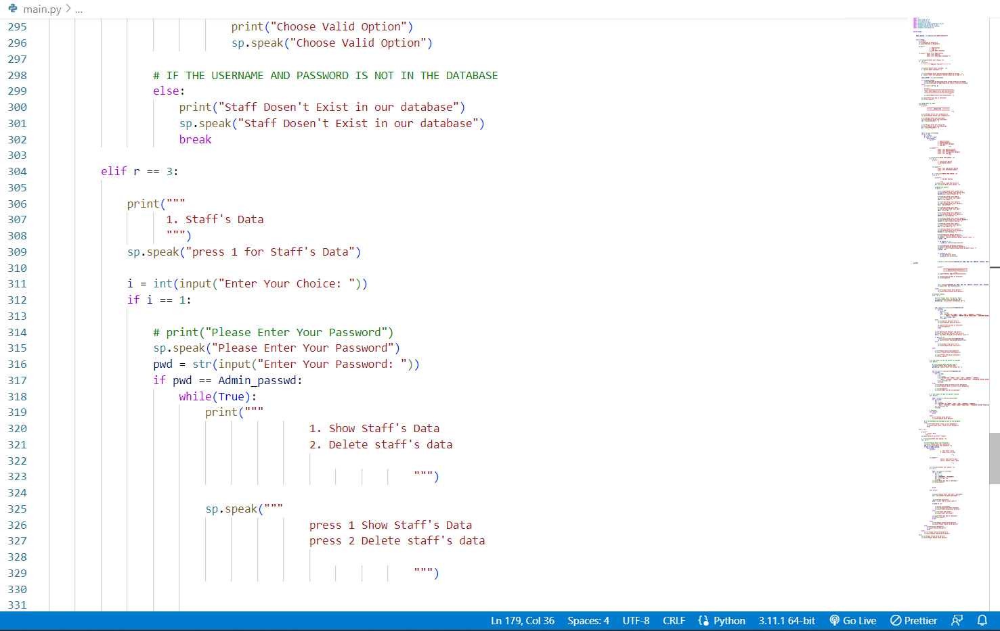 main.py > ...
295 print("Choose Valid Option")
296 sp.speak("Choose Valid Option")
297
298 # IF THE USERNAME AND PASSWORD IS NOT IN THE DATABASE
299 else:
300 print("Staff Dosen't Exist in our database")
301 sp.speak("Staff Dosen't Exist in our database")
302 break
303
304 elif r == 3:
305
306 print("""
307 1. Staff's Data
308 """)
309 sp.speak("press 1 for Staff's Data")
310
311 i = int(input("Enter Your Choice: "))
312 if i == 1:
313
314 # print("Please Enter Your Password")
315 sp.speak("Please Enter Your Password")
316 pwd = str(input("Enter Your Password: "))
317 if pwd == Admin_passwd:
318 while(True):
319 print("""
320 1. Show Staff's Data
321 2. Delete staff's data
322
323 """)
324
325 sp.speak("""
326 press 1 Show Staff's Data
327 press 2 Delete staff's data
328
329 """)
330
331
Ln 179, Col 36 Spaces: 4 UTF-8 CRLF Python 3.11.1 64-bit Go Live Prettier